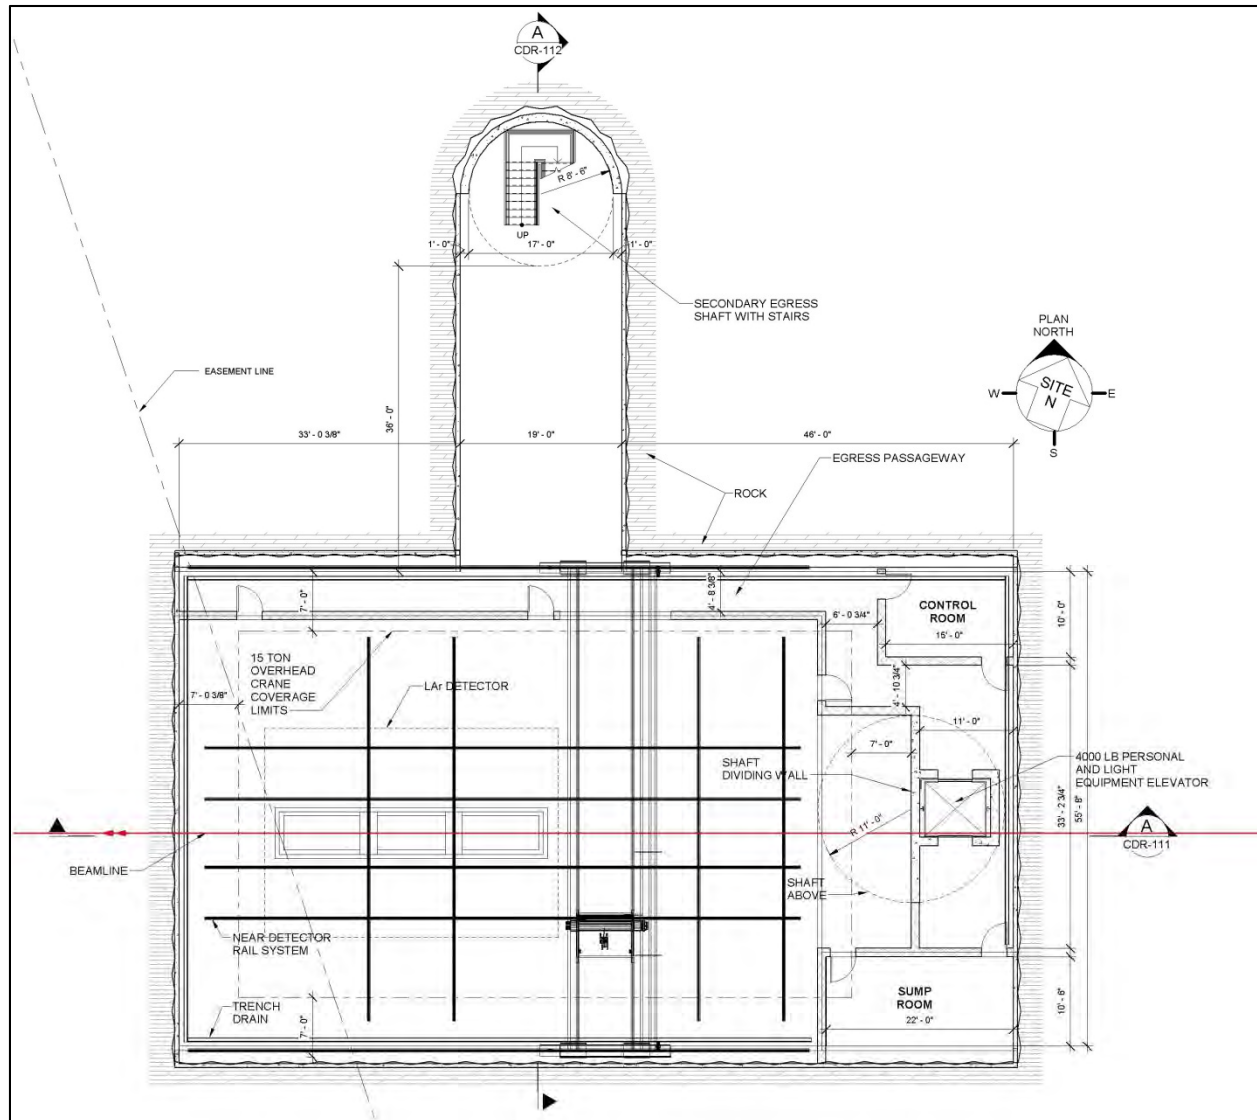 A
CDR-112
R 8' - 6"
UP
1' - 0"
17' - 0"
1' - 0"
SECONDARY EGRESS
SHAFT WITH STAIRS
PLAN
NORTH
W
SITE
N
E
S
EASEMENT LINE
36' - 0"
33' - 0 3/8"
19' - 0"
46' - 0"
EGRESS PASSAGEWAY
ROCK
7' - 0"
4' - 8 3/8"
6' - 0 3/4"
CONTROL
ROOM
15' - 0"
10' - 0"
15 TON
OVERHEAD
CRANE
COVERAGE
LIMITS
LAr DETECTOR
7' - 0 3/8"
4' - 10 3/4"
11' - 0"
7' - 0"
SHAFT
DIVIDING WALL
4000 LB PERSONAL
AND LIGHT
EQUIPMENT ELEVATOR
33' - 2 3/4"
55' - 8"
R 11' - 0"
A
CDR-111
BEAMLINE
SHAFT
ABOVE
NEAR DETECTOR
RAIL SYSTEM
TRENCH
DRAIN
7' - 0"
SUMP
ROOM
22' - 0"
10' - 6"